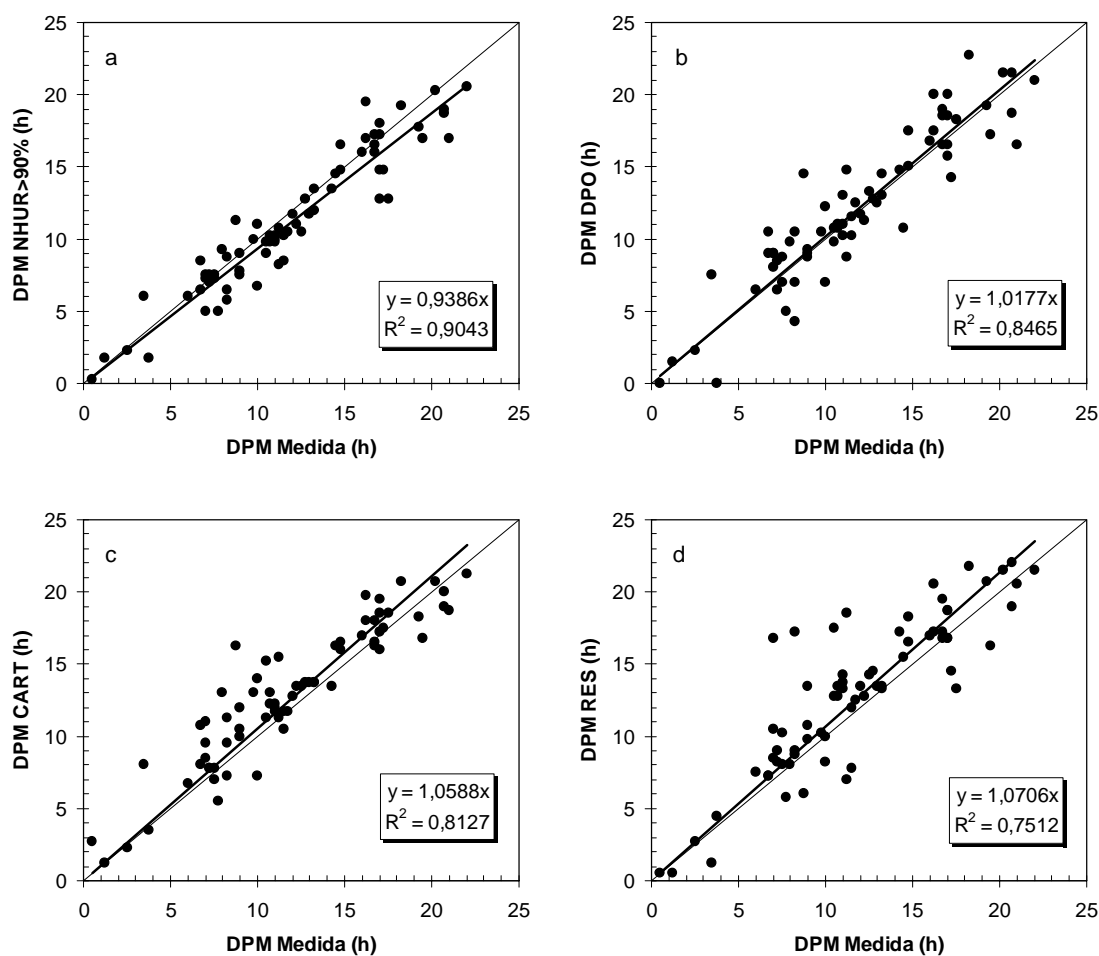 a
DPM NHUR>90% (h)
25
20
15
10
5
0
y = 0,9386x
R² = 0,9043
0 5 10 15 20 25
DPM Medida (h)
b
DPM DPO (h)
25
20
15
10
5
0
y = 1,0177x
R² = 0,8465
0 5 10 15 20 25
DPM Medida (h)
c
DPM CART (h)
25
20
15
10
5
0
y = 1,0588x
R² = 0,8127
0 5 10 15 20 25
DPM Medida (h)
d
DPM RES (h)
25
20
15
10
5
0
y = 1,0706x
R² = 0,7512
0 5 10 15 20 25
DPM Medida (h)